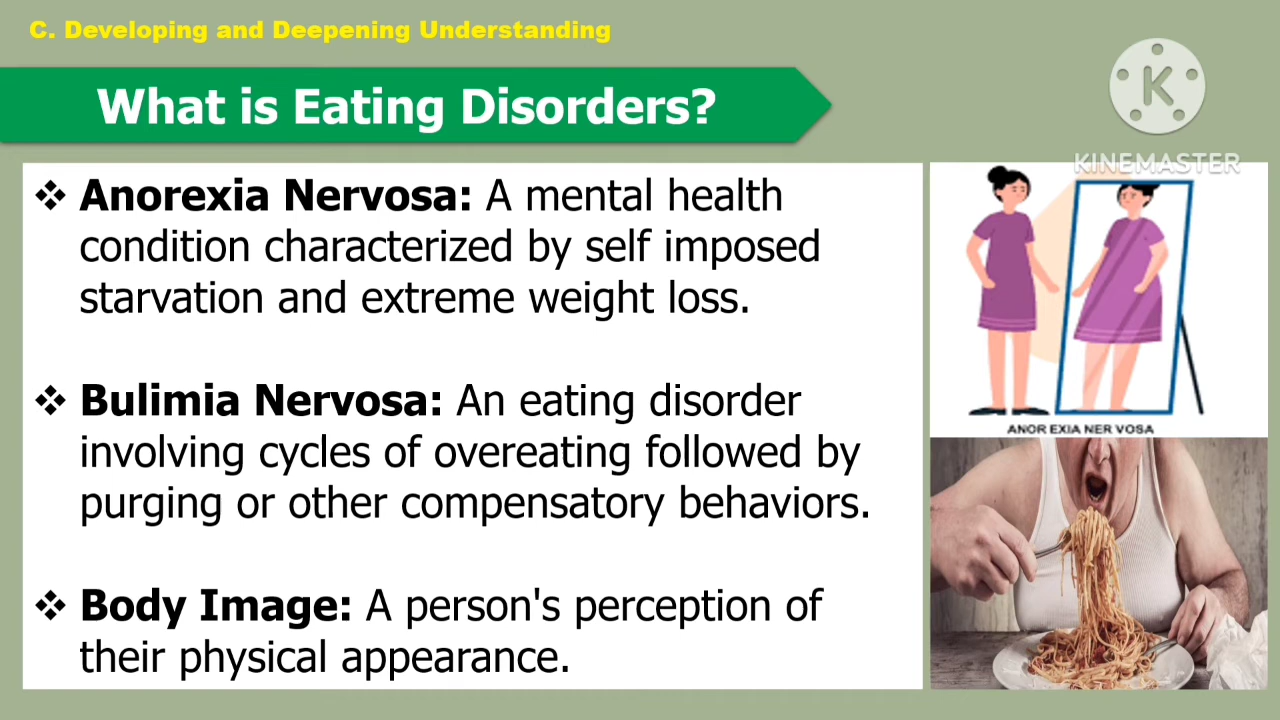 C. Developing and Deepening Understanding
What is Eating Disorders?
K
KINEMASTER
❖ Anorexia Nervosa: A mental health
condition characterized by self imposed
starvation and extreme weight loss.
❖ Bulimia Nervosa: An eating disorder
involving cycles of overeating followed by
purging or other compensatory behaviors.
❖ Body Image: A person's perception of
their physical appearance.
ANOR EXIA NER VOSA